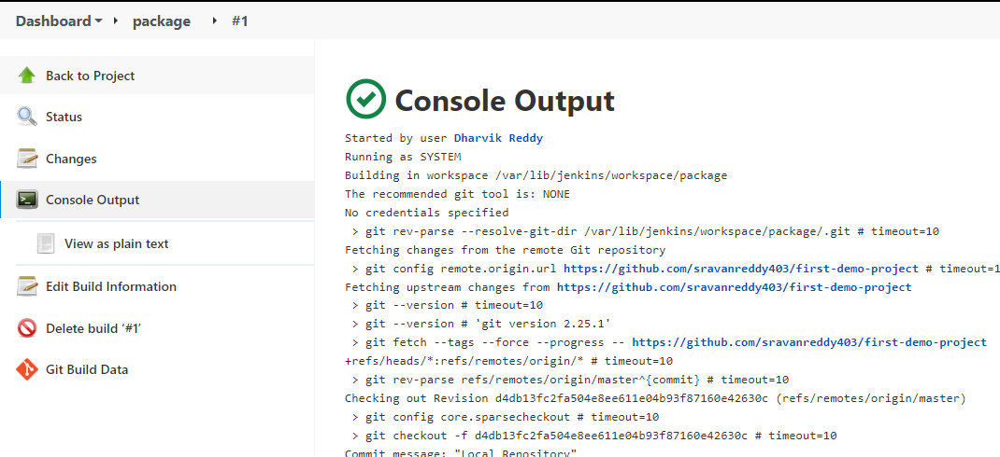 Dashboard package #1
Back to Project
Status
Changes
Console Output
View as plain text
Edit Build Information
Delete build ‘#1’
Git Build Data
Console Output
Started by user Dharvik Reddy
Running as SYSTEM
Building in workspace /var/lib/jenkins/workspace/package
The recommended git tool is: NONE
No credentials specified
> git rev-parse --resolve-git-dir /var/lib/jenkins/workspace/package/.git # timeout=10
Fetching changes from the remote Git repository
> git config remote.origin.url https://github.com/sravanreddy403/first-demo-project # timeout=1
Fetching upstream changes from https://github.com/sravanreddy403/first-demo-project
> git --version # timeout=10
> git --version # 'git version 2.25.1'
> git fetch --tags --force --progress -- https://github.com/sravanreddy403/first-demo-project
+refs/heads/*:refs/remotes/origin/* # timeout=10
> git rev-parse refs/remotes/origin/master^{commit} # timeout=10
Checking out Revision d4db13fc2fa504e8ee611e04b93f87160e42630c (refs/remotes/origin/master)
> git config core.sparsecheckout # timeout=10
> git checkout -f d4db13fc2fa504e8ee611e04b93f87160e42630c # timeout=10
Commit message: "Local Repository"